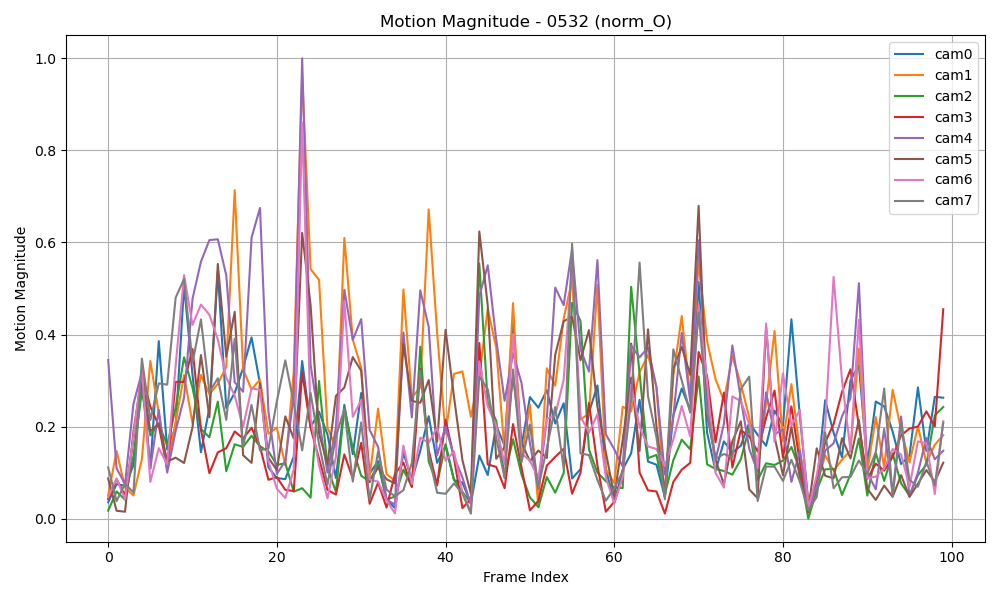 Motion Magnitude - 0532 (norm_O)
Motion Magnitude
1.0
0.8
0.6
0.4
0.2
0.0
0
20
40
60
80
100
Frame Index
cam0
cam1
cam2
cam3
cam4
cam5
cam6
cam7